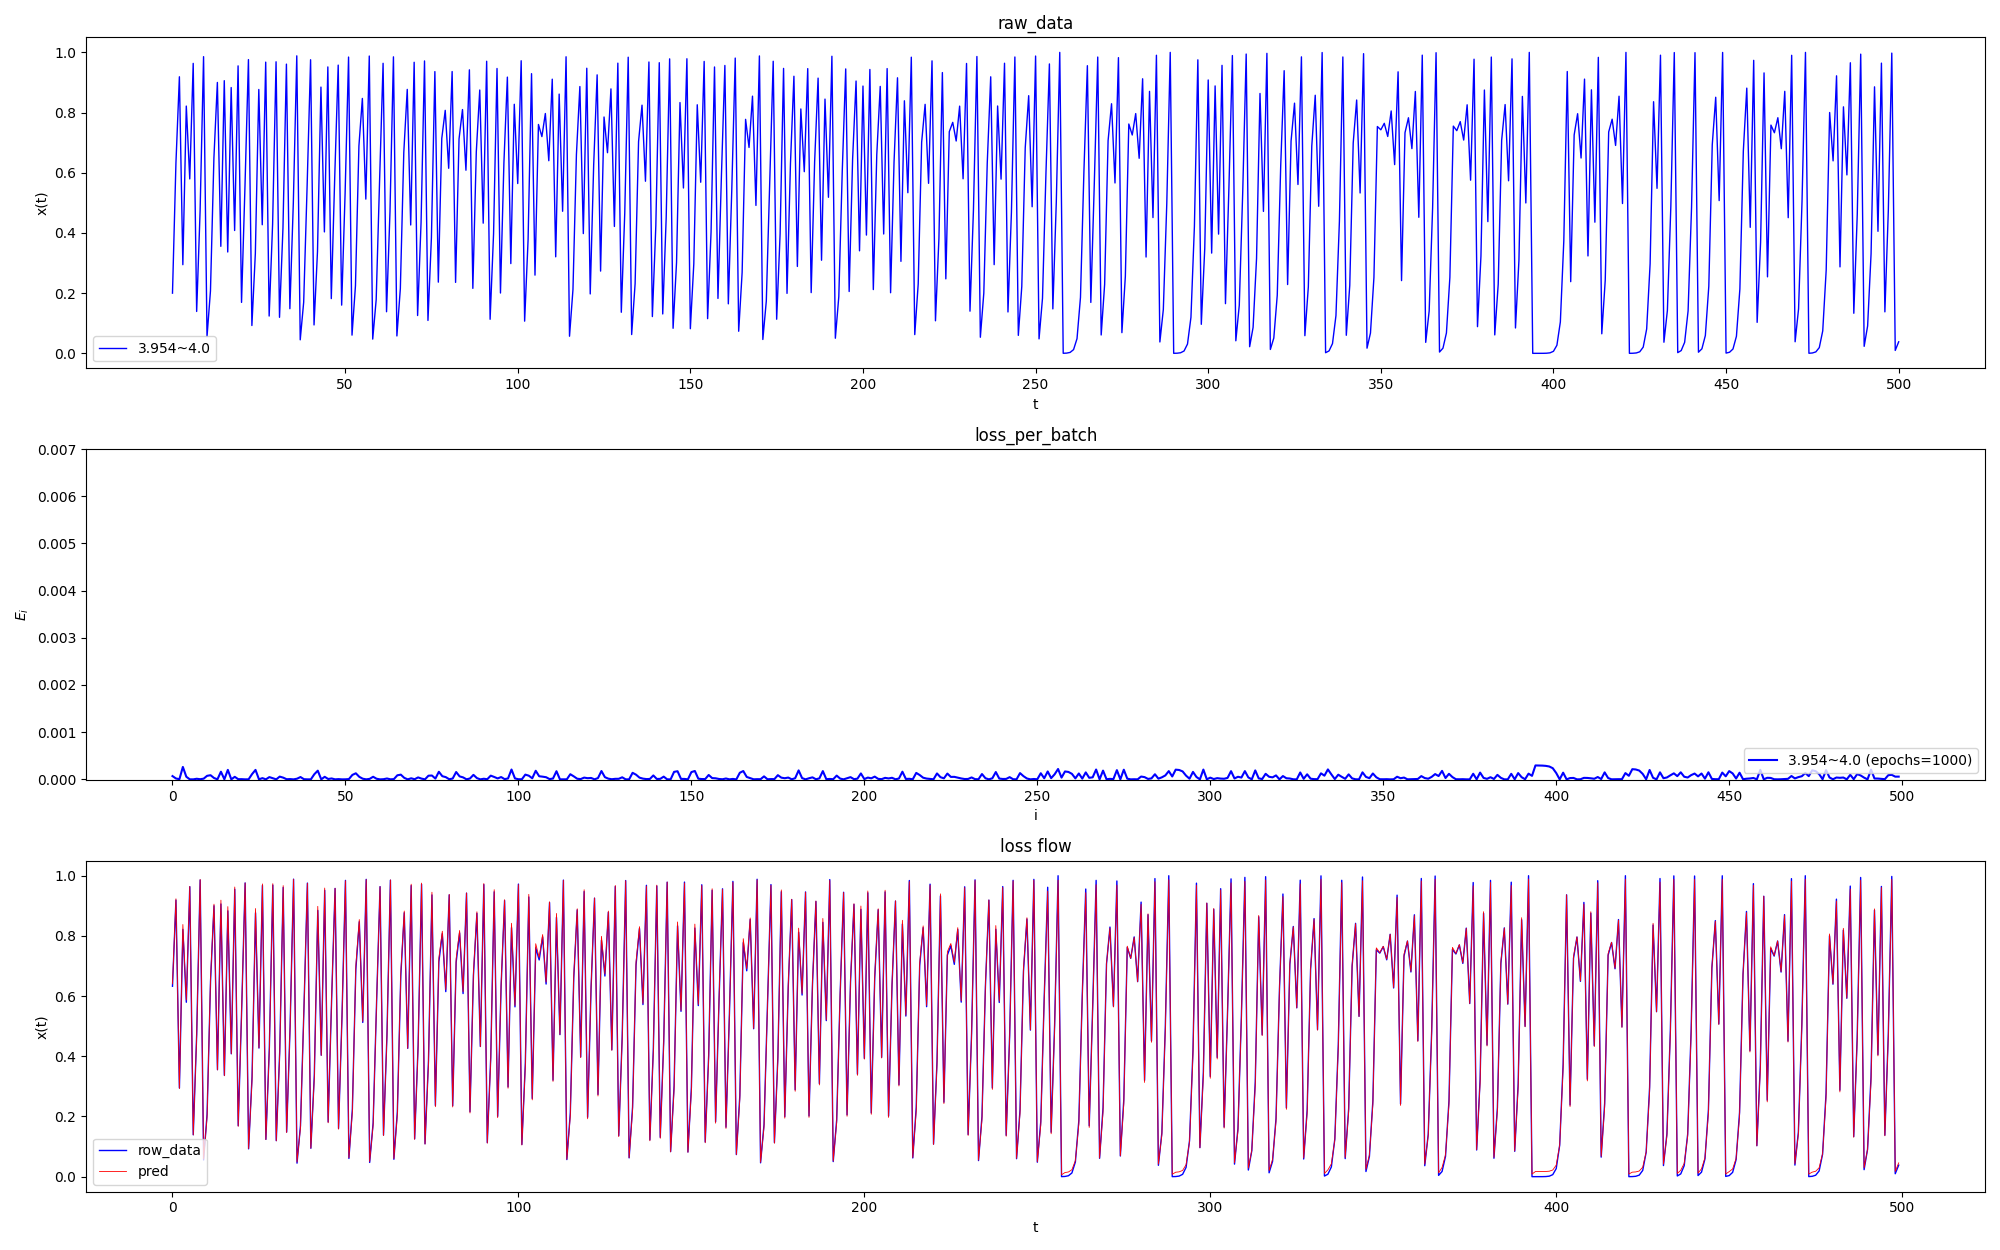 raw_data
1.0
0.8
0.6
0.4
0.2
0.0
x(t)
3.954~4.0
50 100 150 200 250 300 350 400 450 500
t
loss_per_batch
0.007
0.006
0.005
0.004
0.003
0.002
0.001
0.000
E_i
3.954~4.0 (epochs=1000)
0 50 100 150 200 250 300 350 400 450 500
i
loss flow
1.0
0.8
0.6
0.4
0.2
0.0
x(t)
row_data
pred
0 100 200 300 400 500
t